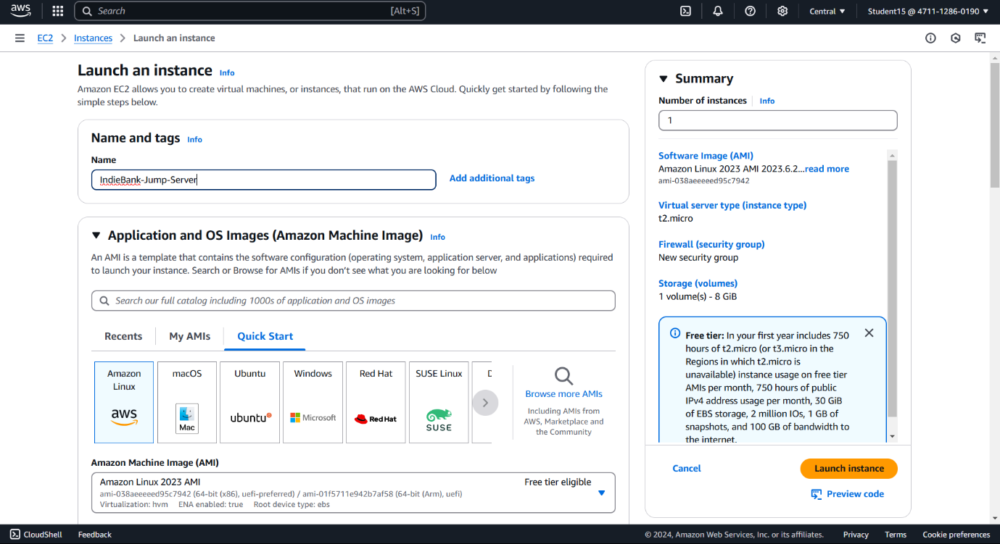 aws
Search [Alt+S]
Central ▼
Student15 @ 4711-1286-0190 ▼
EC2 > Instances > Launch an instance
Launch an instance Info
Amazon EC2 allows you to create virtual machines, or instances, that run on the AWS Cloud. Quickly get started by following the
simple steps below.
Name and tags Info
Name
IndieBank-Jump-Server
Add additional tags
Application and OS Images (Amazon Machine Image) Info
An AMI is a template that contains the software configuration (operating system, application server, and applications) required
to launch your instance. Search or Browse for AMIs if you don't see what you are looking for below
Search our full catalog including 1000s of application and OS images
Recents
My AMIs
Quick Start
Amazon
Linux
aws
macOS
Mac
Ubuntu
ubuntu
Windows
Microsoft
Red Hat
Red Hat
SUSE Linux
SUSE
Browse more AMIs
Including AMIs from
AWS, Marketplace and
the Community
Amazon Machine Image (AMI)
Amazon Linux 2023 AMI
Free tier eligible
ami-038aeeeeed95c7942 (64-bit (x86), uefi-preferred) / ami-01f5711e942b7af58 (64-bit (Arm), uefi)
Virtualization: hvm ENA enabled: true Root device type: ebs
Summary
Number of instances Info
1
Software Image (AMI)
Amazon Linux 2023 AMI 2023.6.2...read more
ami-038aeeeeed95c7942
Virtual server type (instance type)
t2.micro
Firewall (security group)
New security group
Storage (volumes)
1 volume(s) - 8 GiB
Free tier: In your first year includes 750
hours of t2.micro (or t3.micro in the
Regions in which t2.micro is
unavailable) instance usage on free tier
AMIs per month, 750 hours of public
IPv4 address usage per month, 30 GiB
of EBS storage, 2 million IOs, 1 GB of
snapshots, and 100 GB of bandwidth to
the internet.
Cancel
Launch instance
Preview code
CloudShell
Feedback
© 2024, Amazon Web Services, Inc. or its affiliates.
Privacy
Terms
Cookie preferences